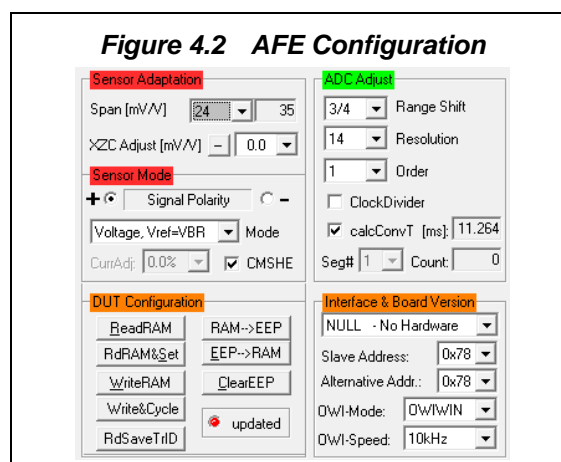 Figure 4.2 AFE Configuration
Sensor Adaptation
Span [mV/V] 24 35
XZC Adjust [mV/V] - 0.0
Sensor Mode
+ Signal Polarity -
Voltage, Vref=VBR Mode
CurrAdj: 0.0% CMSHE
ADC Adjust
3/4 Range Shift
14 Resolution
1 Order
ClockDivider
calcConvT [ms]: 11.264
Seg# 1 Count: 0
DUT Configuration
ReadRAM RAM-->EEP
RdRAM&Set EEP-->RAM
WriteRAM ClearEEP
Write&Cycle
updated
RdSaveTrID
Interface & Board Version
NULL - No Hardware
Slave Address: 0x78
Alternative Addr.: 0x78
OWI-Mode: OWIWIN
OWI-Speed: 10kHz